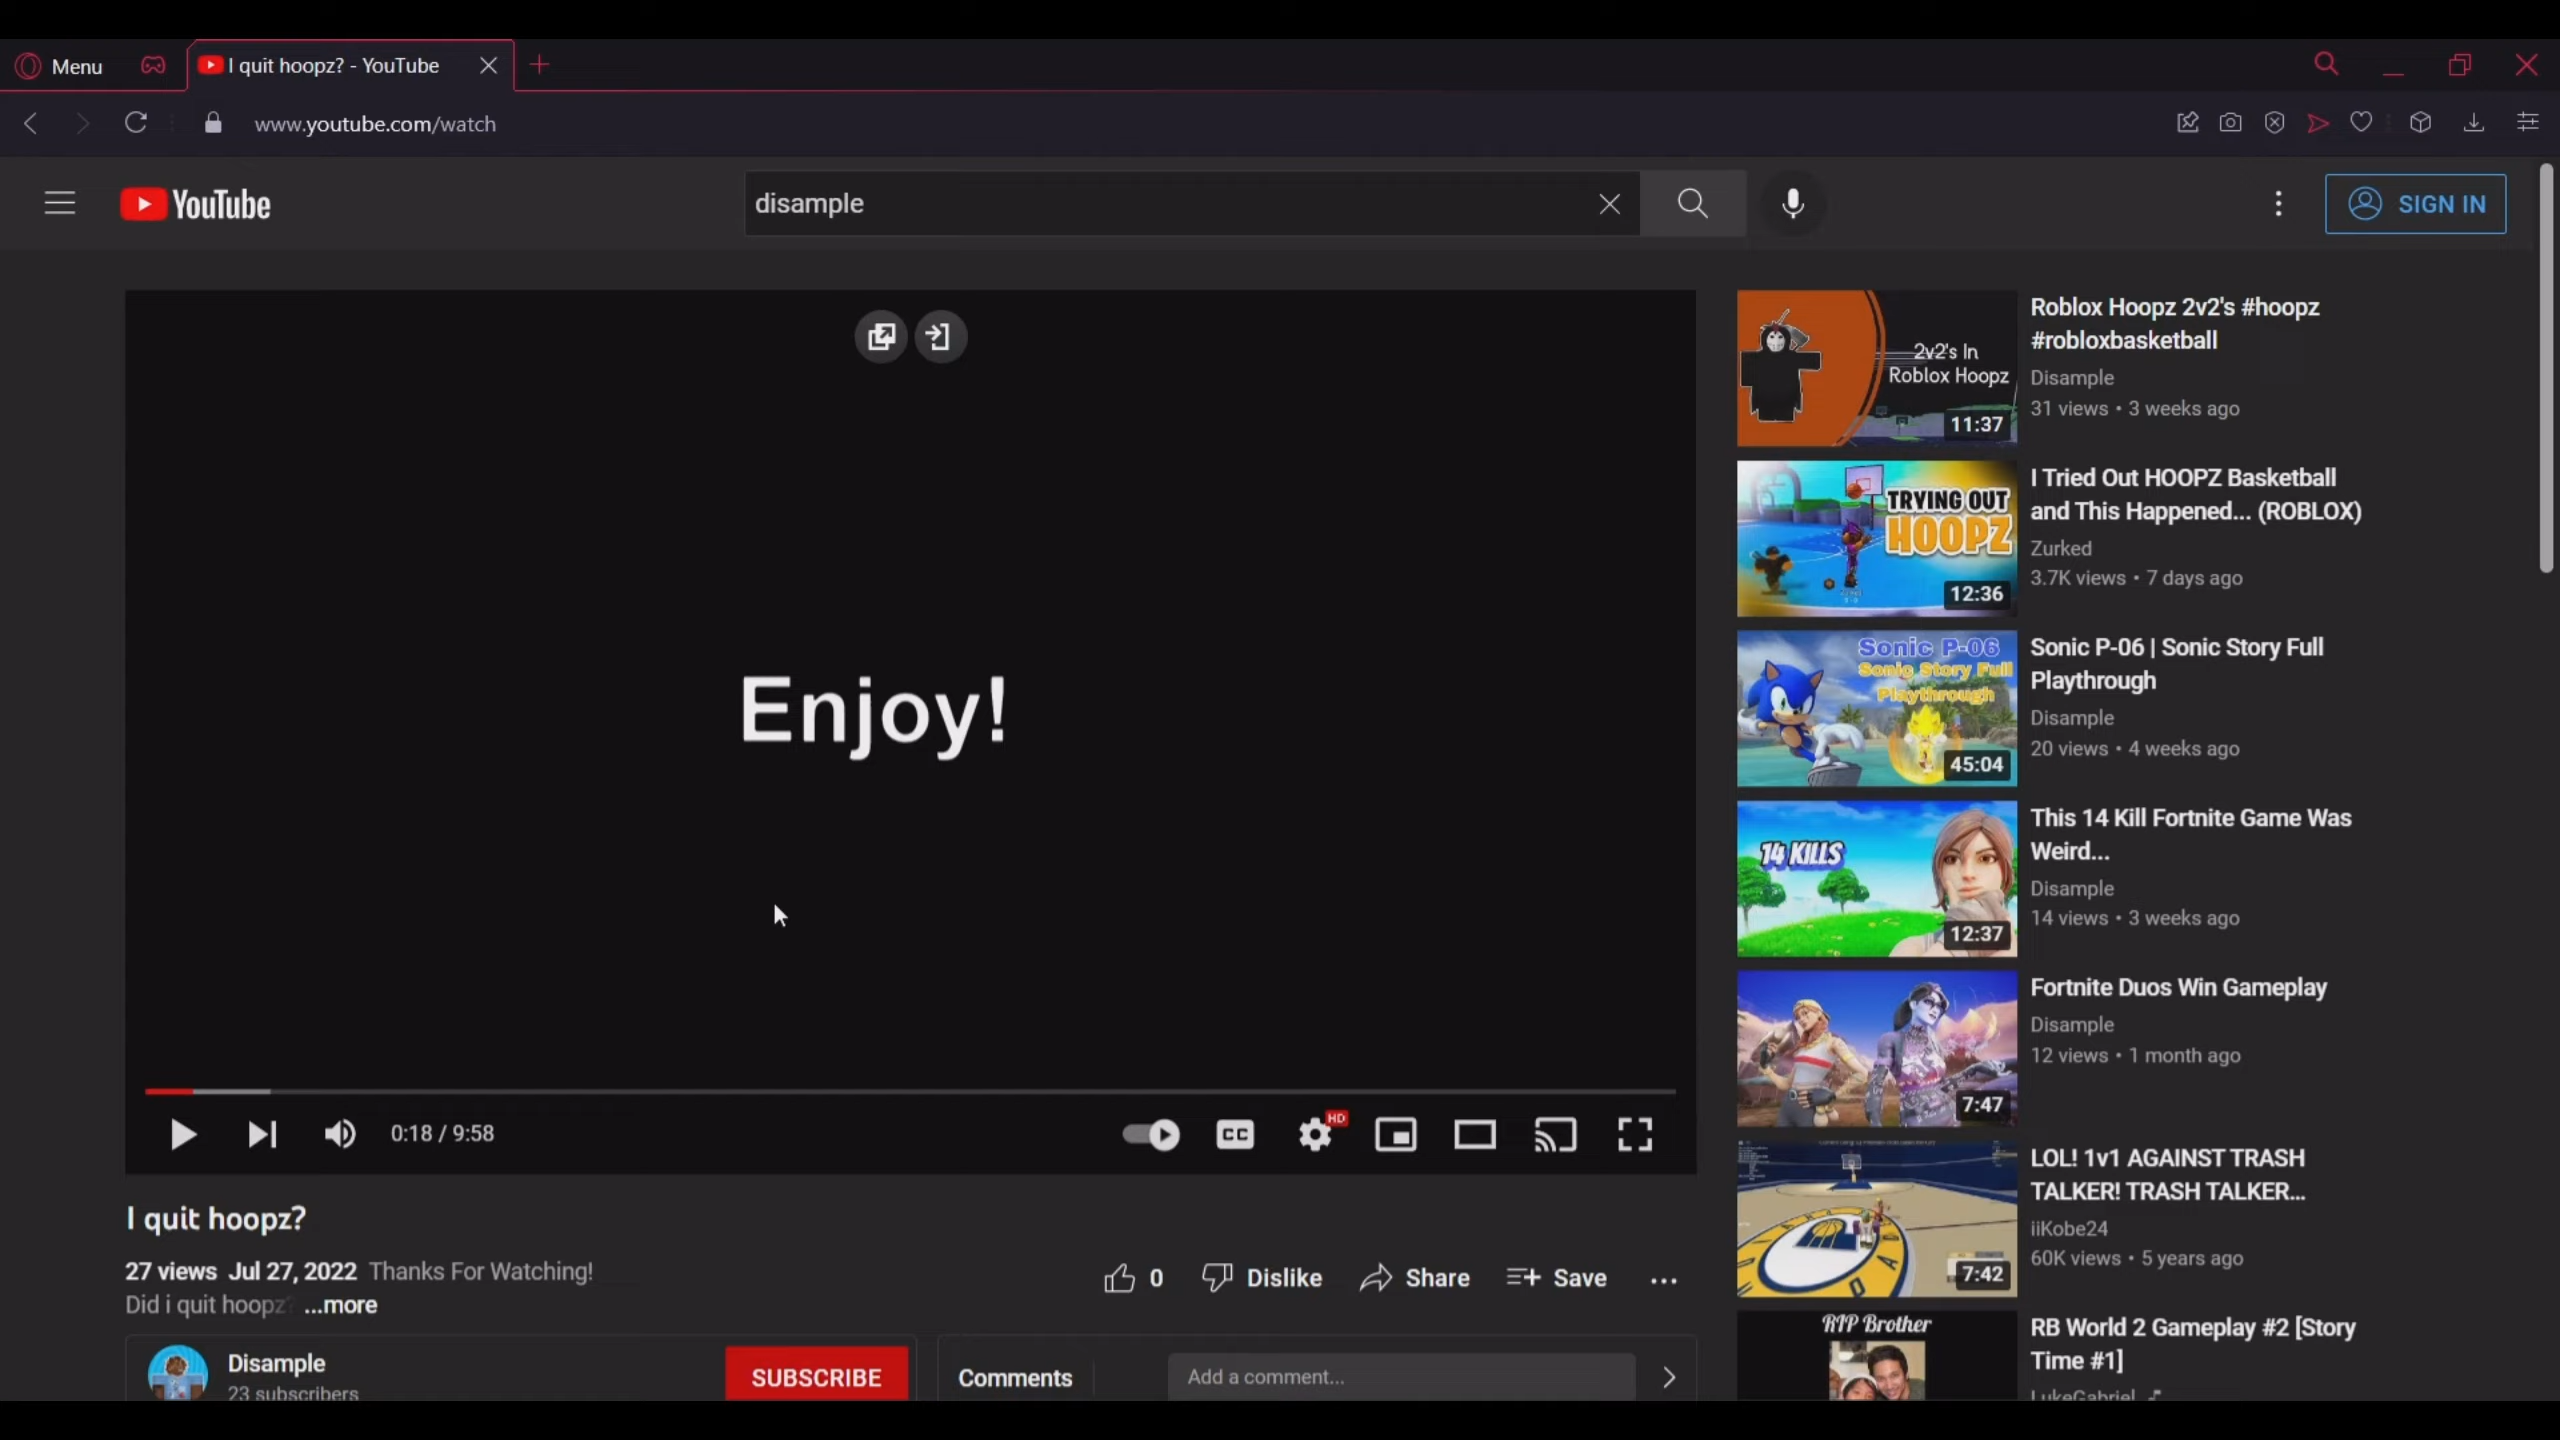 Menu
I quit hoopz? - YouTube
www.youtube.com/watch
YouTube
disample
SIGN IN
Enjoy!
0:18 / 9:58
CC
HD
I quit hoopz?
27 views Jul 27, 2022 Thanks For Watching!
Did i quit hoopz? ...more
0
Dislike
Share
Save
Disample
23 subscribers
SUBSCRIBE
Comments
Add a comment...
2v2's In
Roblox Hoopz
11:37
Roblox Hoopz 2v2's #hoopz
#robloxbasketball
Disample
31 views • 3 weeks ago
TRYING OUT
HOOPZ
12:36
I Tried Out HOOPZ Basketball
and This Happened... (ROBLOX)
Zurked
3.7K views • 7 days ago
Sonic P-06
Sonic Story Full
Playthrough
45:04
Sonic P-06 | Sonic Story Full
Playthrough
Disample
20 views • 4 weeks ago
14 KILLS
12:37
This 14 Kill Fortnite Game Was
Weird...
Disample
14 views • 3 weeks ago
7:47
Fortnite Duos Win Gameplay
Disample
12 views • 1 month ago
7:42
LOL! 1v1 AGAINST TRASH
TALKER! TRASH TALKER...
iiKobe24
60K views • 5 years ago
RIP Brother
RB World 2 Gameplay #2 [Story
Time #1]
LukeGabriel